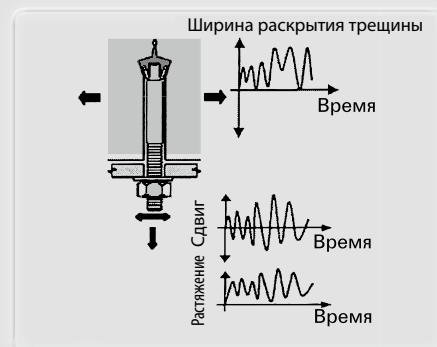 Ширина раскрытия трещины
Время
Сдвиг
Время
Растяжение
Время